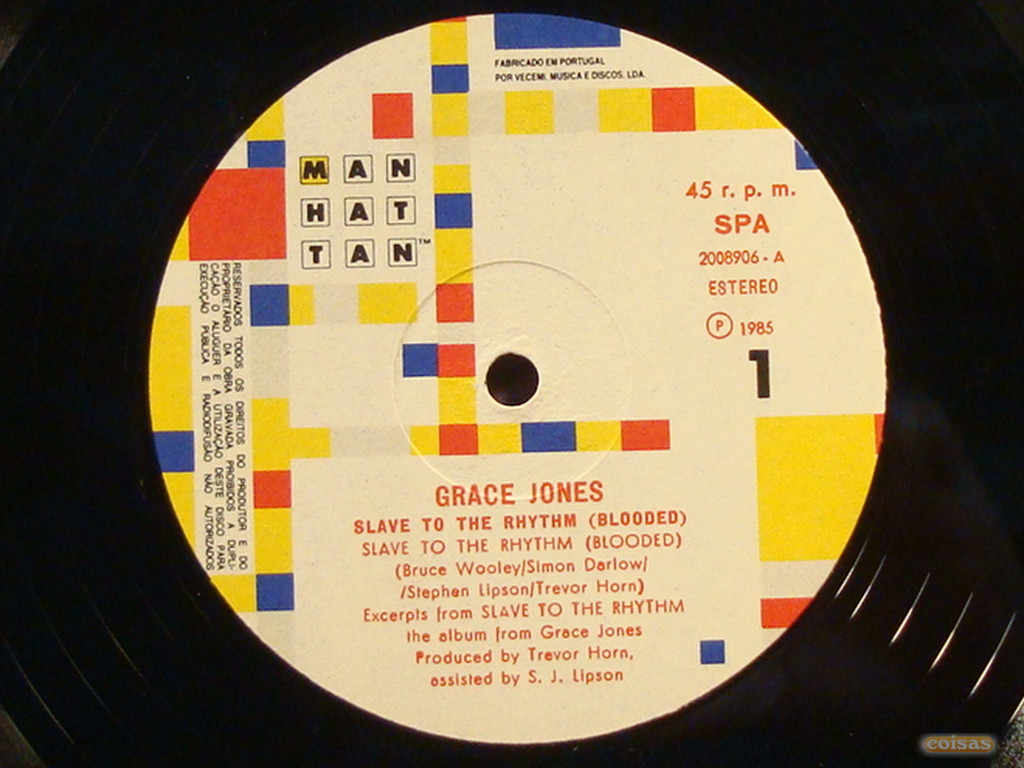 FABRICADO EM PORTUGAL
POR VECEMI, MUSICA E DISCOS, LDA.
MAN
HAT
TAN™
45 r. p. m.
SPA
2008906 - A
ESTEREO
Ⓟ 1985
1
RESERVADOS TODOS OS DIREITOS DO PRODUTOR E DO
PROPRIETÁRIO DA OBRA GRAVADA PROIBIDOS A DUPLI-
CAÇÃO O ALUGUER E A UTILIZAÇÃO DESTE DISCO PARA
EXECUÇÃO PUBLICA E RADIODIFUSÃO NÃO AUTORIZADOS
GRACE JONES
SLAVE TO THE RHYTHM (BLOODED)
SLAVE TO THE RHYTHM (BLOODED)
(Bruce Wooley/Simon Darlow/
/Stephen Lipson/Trevor Horn)
Excerpts from SLAVE TO THE RHYTHM
the album from Grace Jones
Produced by Trevor Horn,
assisted by S. J. Lipson
coisas